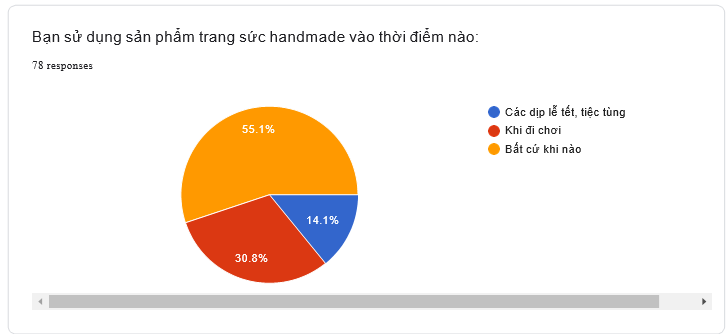 Bạn sử dụng sản phẩm trang sức handmade vào thời điểm nào:
78 responses
55.1%
14.1%
30.8%
Các dịp lễ tết, tiệc tùng
Khi đi chơi
Bất cứ khi nào